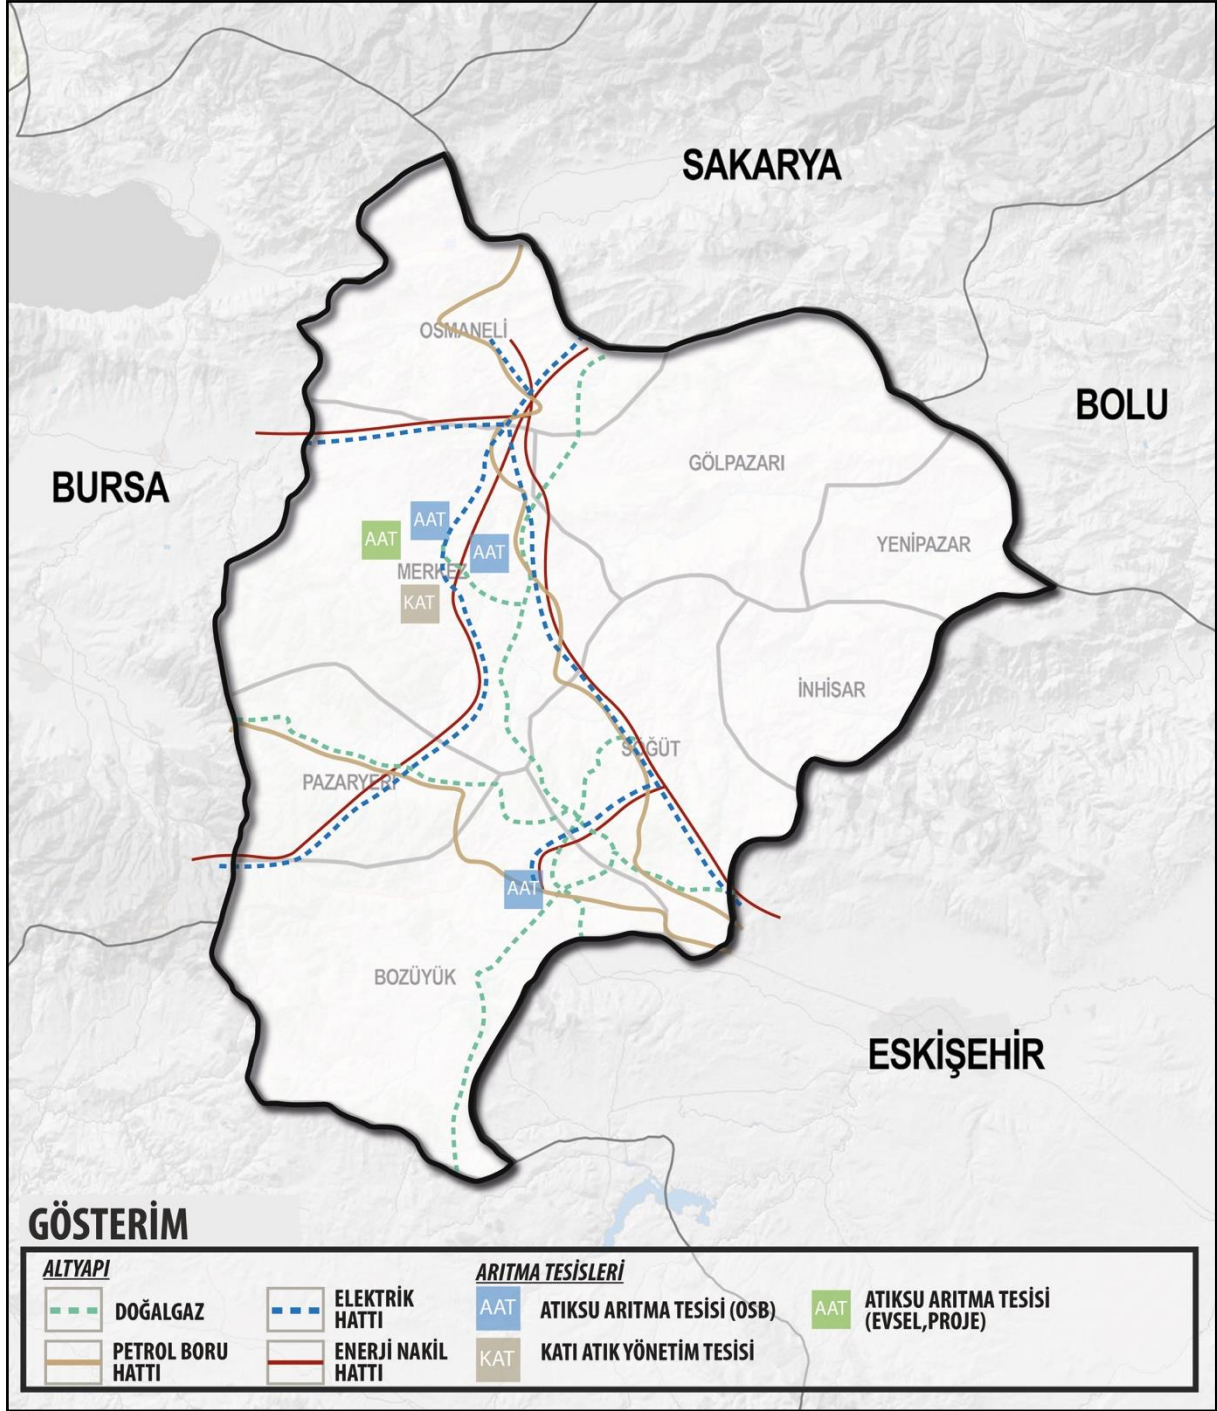 SAKARYA
OSMANELİ
BOLU
GÖLPAZARI
BURSA
AAT
AAT
AAT
YENİPAZAR
MERKEZ
KAT
İNHİSAR
SÖĞÜT
PAZARYERİ
AAT
BOZÜYÜK
ESKİŞEHİR
GÖSTERİM
ALTYAPI
DOĞALGAZ
PETROL BORU
HATTI
ELEKTRİK
HATTI
ENERJİ NAKİL
HATTI
ARITMA TESİSLERİ
AAT ATIKSU ARITMA TESİSİ (OSB)
KAT KATI ATIK YÖNETİM TESİSİ
AAT ATIKSU ARITMA TESİSİ
(EVSEL,PROJE)